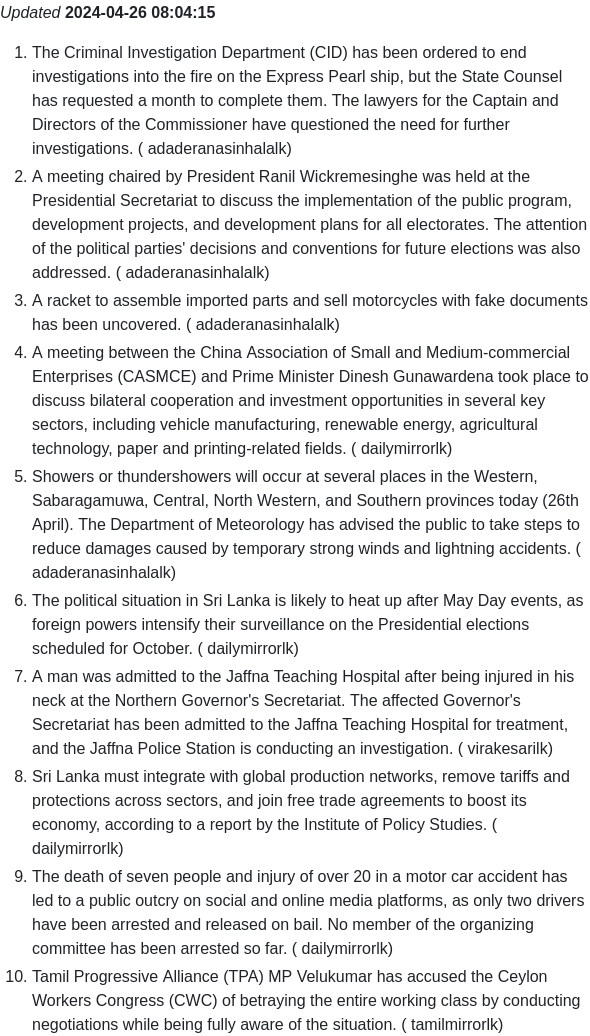 Updated 2024-04-26 08:04:15
1. The Criminal Investigation Department (CID) has been ordered to end
investigations into the fire on the Express Pearl ship, but the State Counsel
has requested a month to complete them. The lawyers for the Captain and
Directors of the Commissioner have questioned the need for further
investigations. ( adaderanasinhalalk)
2. A meeting chaired by President Ranil Wickremesinghe was held at the
Presidential Secretariat to discuss the implementation of the public program,
development projects, and development plans for all electorates. The attention
of the political parties' decisions and conventions for future elections was also
addressed. ( adaderanasinhalalk)
3. A racket to assemble imported parts and sell motorcycles with fake documents
has been uncovered. ( adaderanasinhalalk)
4. A meeting between the China Association of Small and Medium-commercial
Enterprises (CASMCE) and Prime Minister Dinesh Gunawardena took place to
discuss bilateral cooperation and investment opportunities in several key
sectors, including vehicle manufacturing, renewable energy, agricultural
technology, paper and printing-related fields. ( dailymirrorlk)
5. Showers or thundershowers will occur at several places in the Western,
Sabaragamuwa, Central, North Western, and Southern provinces today (26th
April). The Department of Meteorology has advised the public to take steps to
reduce damages caused by temporary strong winds and lightning accidents. (
adaderanasinhalalk)
6. The political situation in Sri Lanka is likely to heat up after May Day events, as
foreign powers intensify their surveillance on the Presidential elections
scheduled for October. ( dailymirrorlk)
7. A man was admitted to the Jaffna Teaching Hospital after being injured in his
neck at the Northern Governor's Secretariat. The affected Governor's
Secretariat has been admitted to the Jaffna Teaching Hospital for treatment,
and the Jaffna Police Station is conducting an investigation. ( virakesarilk)
8. Sri Lanka must integrate with global production networks, remove tariffs and
protections across sectors, and join free trade agreements to boost its
economy, according to a report by the Institute of Policy Studies. (
dailymirrorlk)
9. The death of seven people and injury of over 20 in a motor car accident has
led to a public outcry on social and online media platforms, as only two drivers
have been arrested and released on bail. No member of the organizing
committee has been arrested so far. ( dailymirrorlk)
10. Tamil Progressive Alliance (TPA) MP Velukumar has accused the Ceylon
Workers Congress (CWC) of betraying the entire working class by conducting
negotiations while being fully aware of the situation. ( tamilmirrorlk)